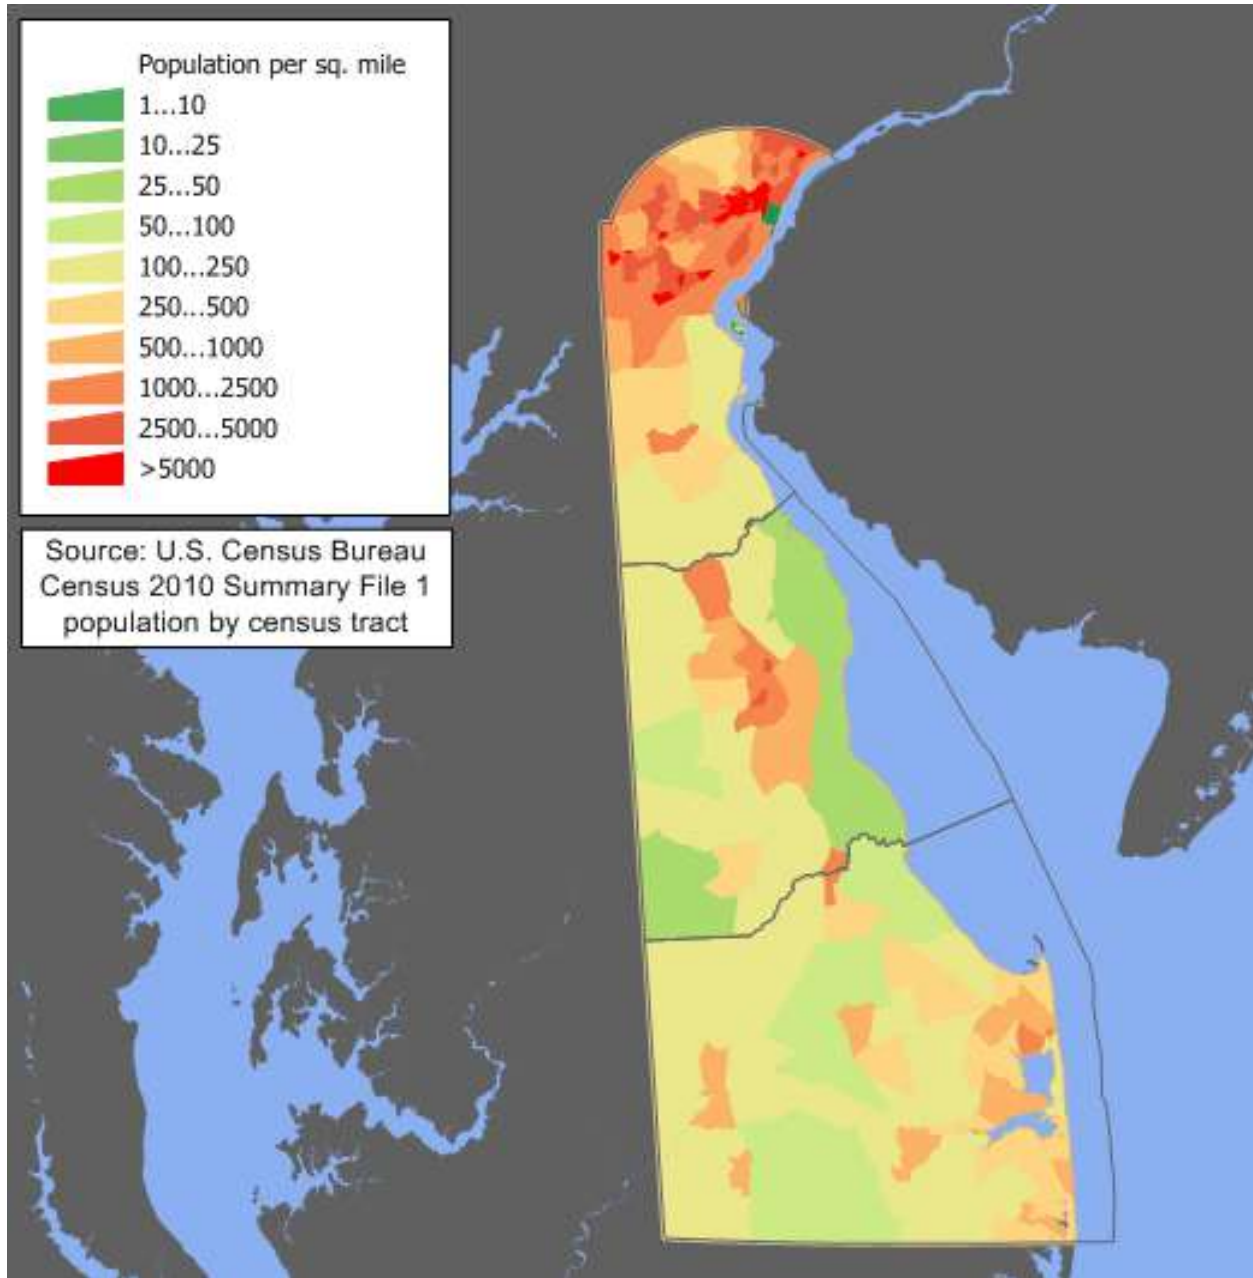 Population per sq. mile
1...10
10...25
25...50
50...100
100...250
250...500
500...1000
1000...2500
2500...5000
>5000
Source: U.S. Census Bureau
Census 2010 Summary File 1
population by census tract